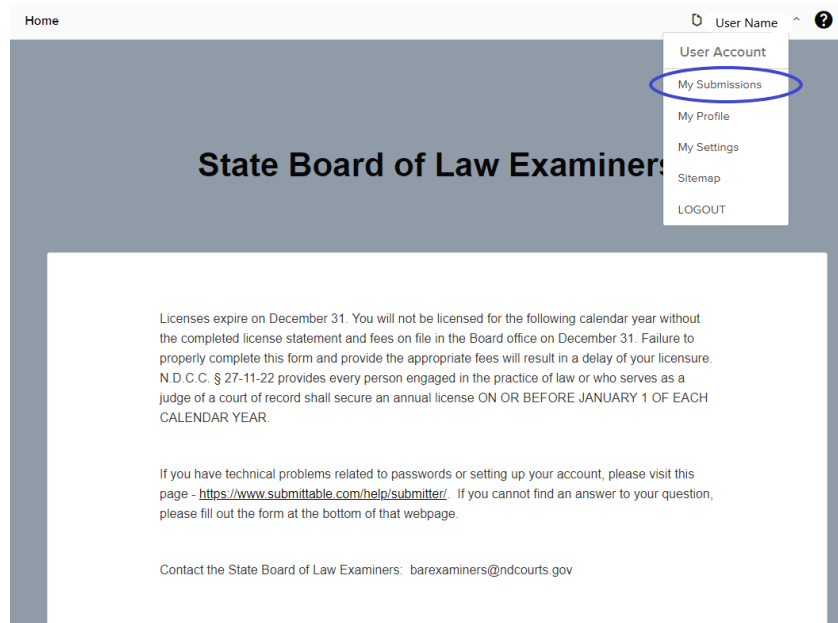 Home
User Name
?
User Account
My Submissions
My Profile
My Settings
Sitemap
LOGOUT
State Board of Law Examiners
Licenses expire on December 31. You will not be licensed for the following calendar year without
the completed license statement and fees on file in the Board office on December 31. Failure to
properly complete this form and provide the appropriate fees will result in a delay of your licensure.
N.D.C.C. § 27-11-22 provides every person engaged in the practice of law or who serves as a
judge of a court of record shall secure an annual license ON OR BEFORE JANUARY 1 OF EACH
CALENDAR YEAR.
If you have technical problems related to passwords or setting up your account, please visit this
page - https://www.submittable.com/help/submitter/. If you cannot find an answer to your question,
please fill out the form at the bottom of that webpage.
Contact the State Board of Law Examiners: barexaminers@ndcourts.gov